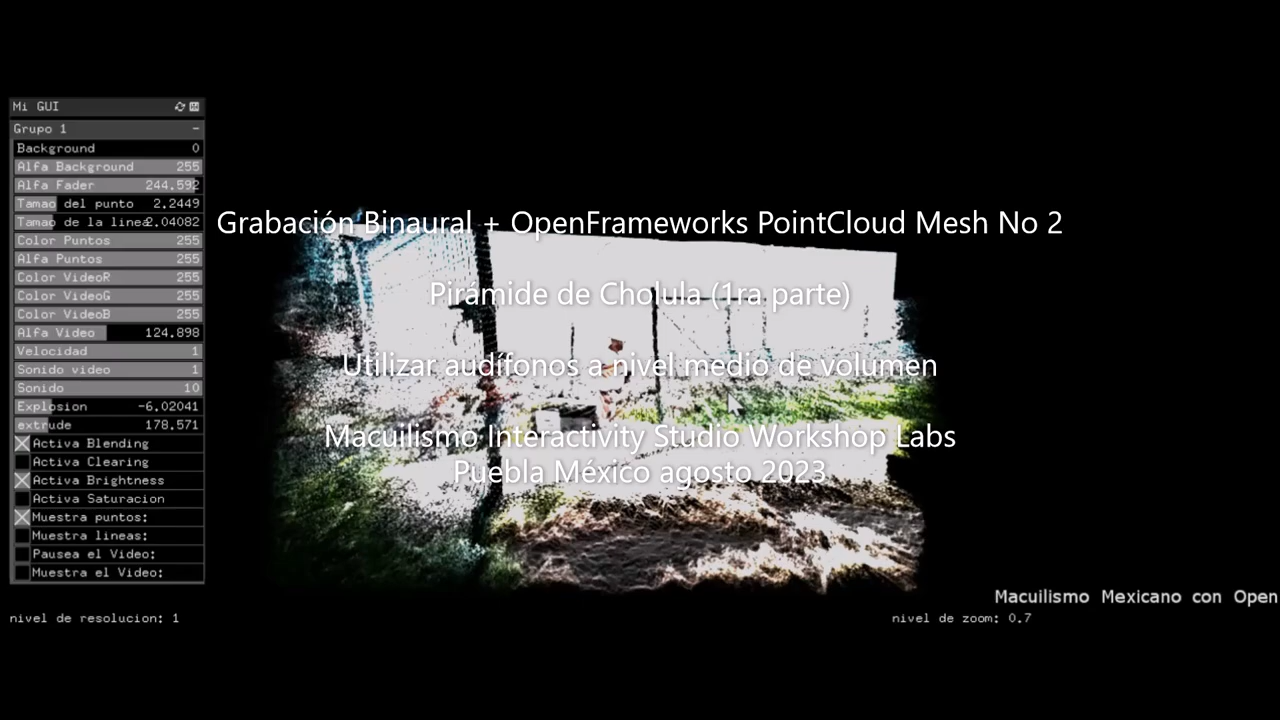 Mi GUI
Grupo 1 -
Background 0
Alfa Background 255
Alfa Fader 244.592
Tamao del punto 2.2449
Tamao de la linea2.04082
Color Puntos 255
Alfa Puntos 255
Color VideoR 255
Color VideoG 255
Color VideoB 255
Alfa Video 124.898
Velocidad 1
Sonido video 1
Sonido 10
Explosion -6.02041
extrude 178.571
Activa Blending
Activa Clearing
Activa Brightness
Activa Saturacion
Muestra puntos:
Muestra lineas:
Pausea el Video:
Muestra el Video:
Grabación Binaural + OpenFrameworks PointCloud Mesh No 2
Pirámide de Cholula (1ra parte)
Utilizar audífonos a nivel medio de volumen
Macuilismo Interactivity Studio Workshop Labs
Puebla México agosto 2023
Macuilismo Mexicano con Open
nivel de resolucion: 1
nivel de zoom: 0.7